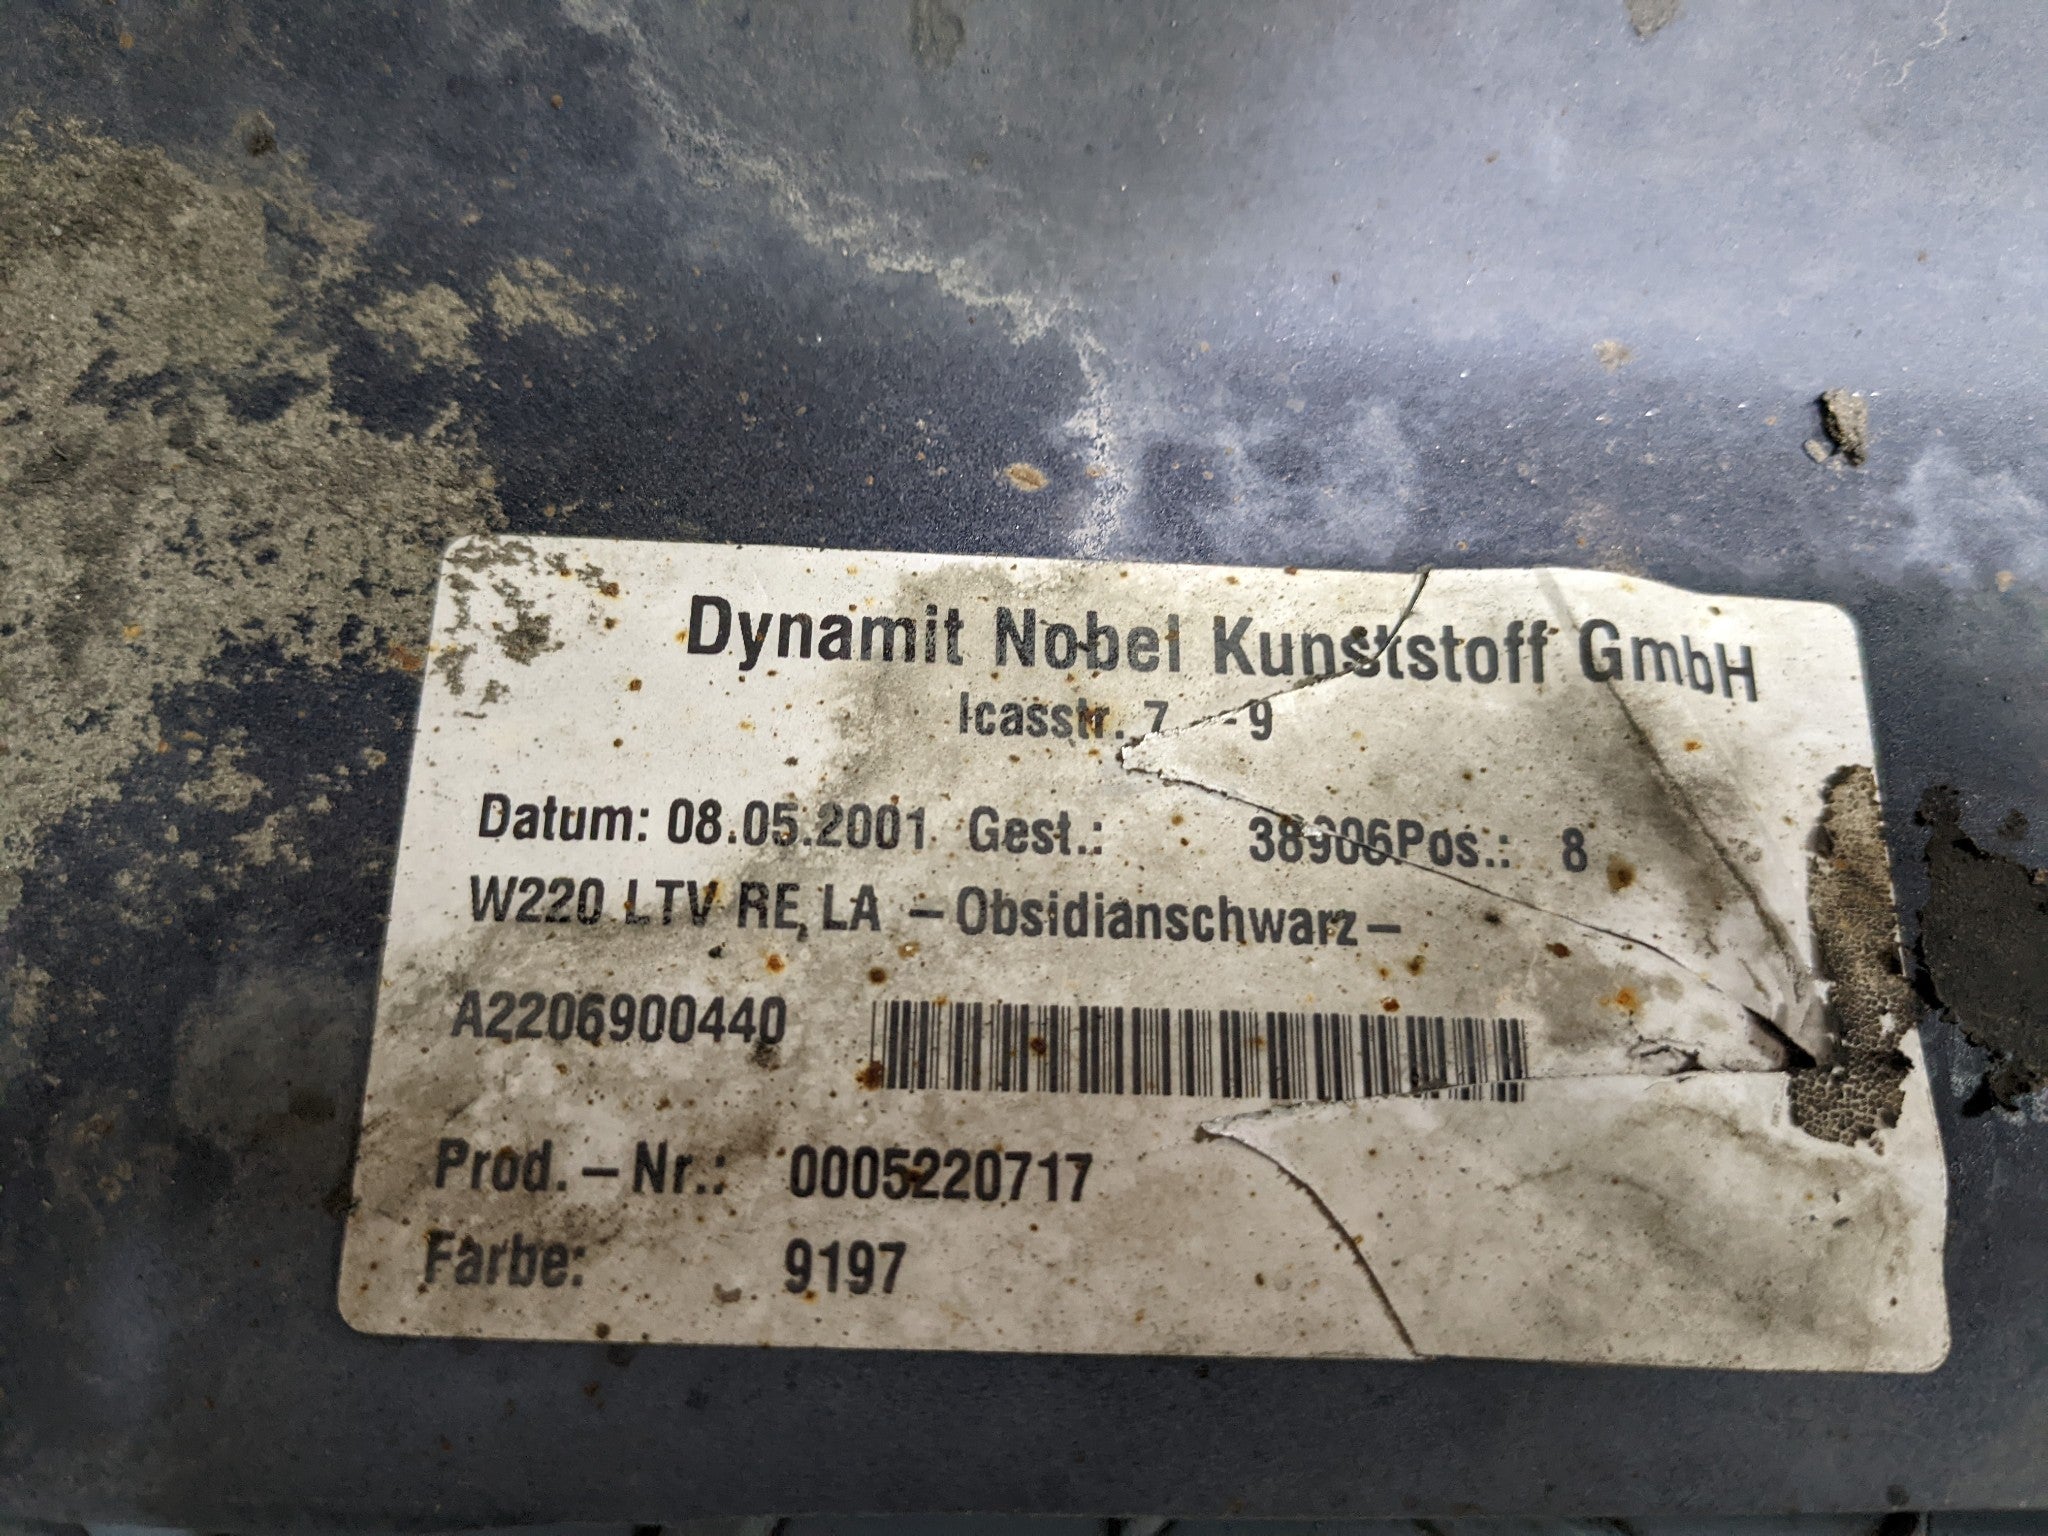 Dynamit Nobel Kunststoff GmbH
Icasstr. 7 - 9
Datum: 08.05.2001 Gest.: 38906Pos.: 8
W220 LTV RE, LA – Obsidianschwarz –
A2206900440
Prod. – Nr.: 0005220717
Farbe: 9197